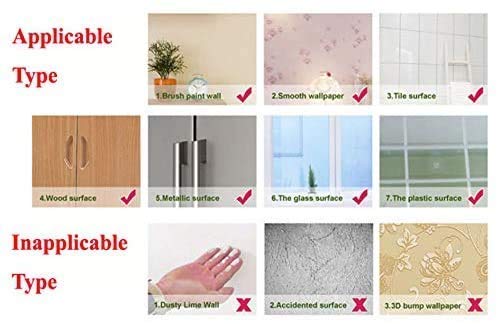 Applicable
Type
1.Brush paint wall
2.Smooth wallpaper
3.Tile surface
4.Wood surface
5.Metallic surface
6.The glass surface
7.The plastic surface
Inapplicable
Type
1.Dusty Lime Wall
2.Accidented surface
3.3D bump wallpaper